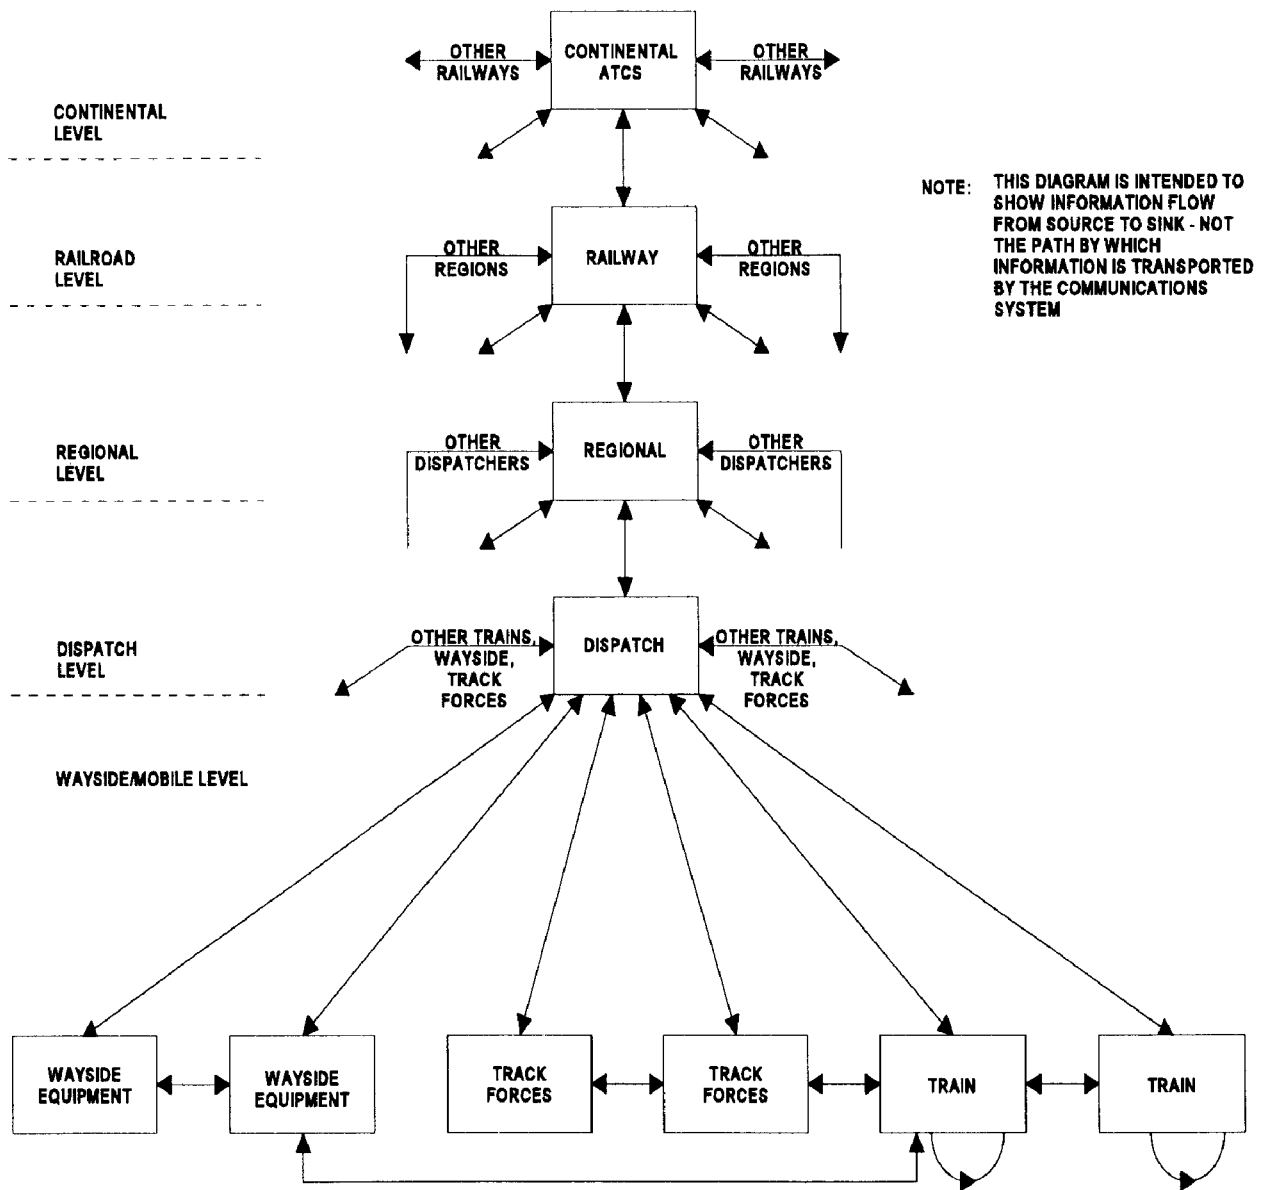 OTHER
RAILWAYS
CONTINENTAL
ATCS
OTHER
RAILWAYS
CONTINENTAL
LEVEL
NOTE:
THIS DIAGRAM IS INTENDED TO
SHOW INFORMATION FLOW
FROM SOURCE TO SINK - NOT
THE PATH BY WHICH
INFORMATION IS TRANSPORTED
BY THE COMMUNICATIONS
SYSTEM
RAILROAD
LEVEL
OTHER
REGIONS
RAILWAY
OTHER
REGIONS
REGIONAL
LEVEL
OTHER
DISPATCHERS
REGIONAL
OTHER
DISPATCHERS
DISPATCH
LEVEL
OTHER TRAINS,
WAYSIDE,
TRACK
FORCES
DISPATCH
OTHER TRAINS,
WAYSIDE,
TRACK
FORCES
WAYSIDE/MOBILE LEVEL
WAYSIDE
EQUIPMENT
WAYSIDE
EQUIPMENT
TRACK
FORCES
TRACK
FORCES
TRAIN
TRAIN